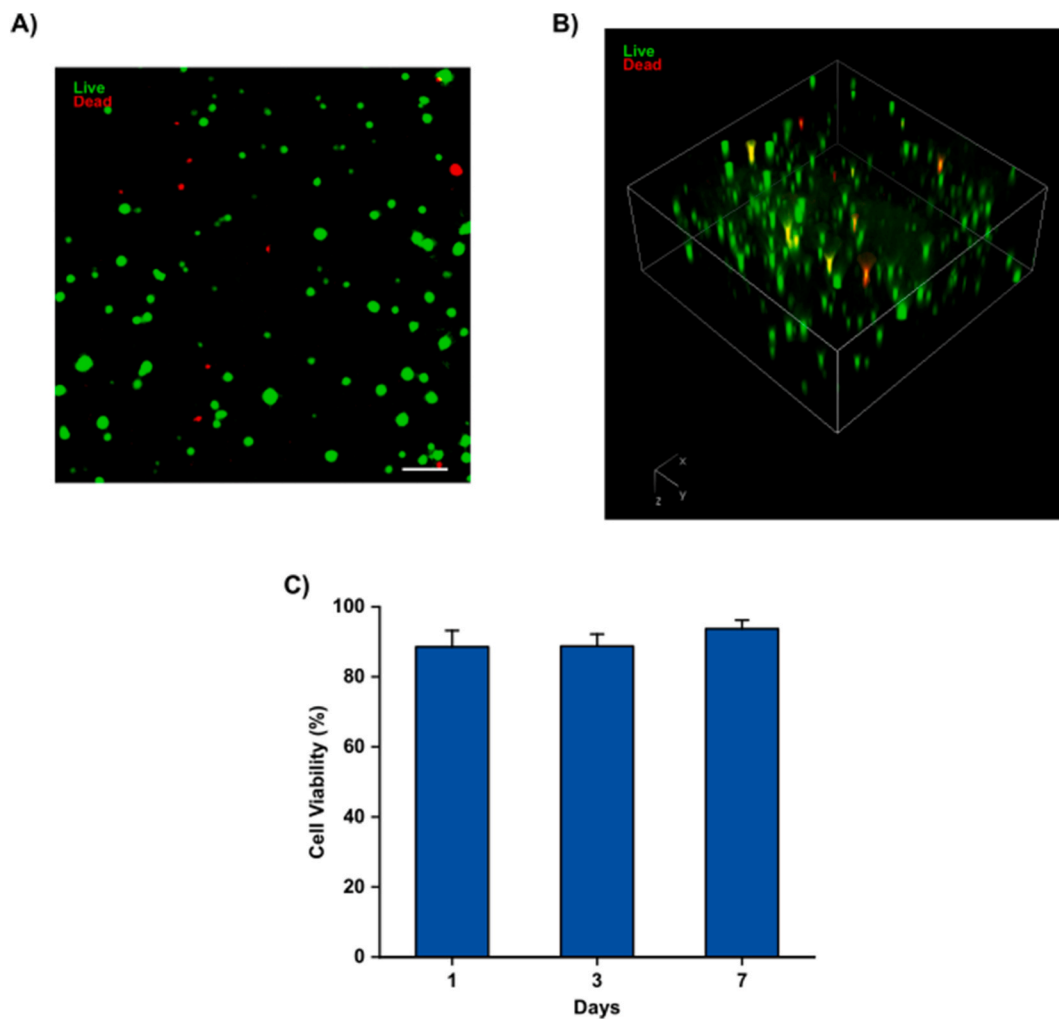 A)
Live
Dead
B)
Live
Dead
x
y
z
C)
100
80
60
40
20
0
Cell Viability (%)
1 3 7
Days